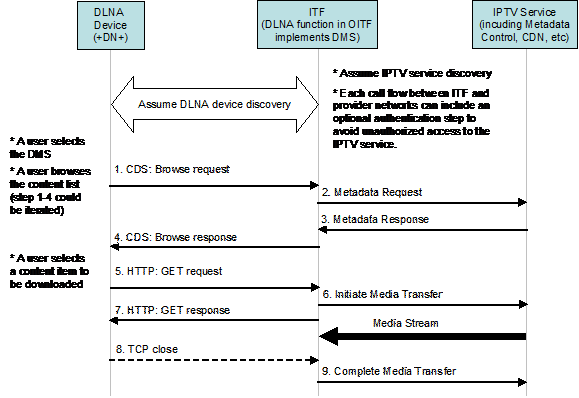 DLNA
Device
(+DN+)
ITF
(DLNA function in OITF
implements DMS)
IPTV Service
(incuding Metadata
Control, CDN, etc)
Assume DLNA device discovery
* Assume IPTV service discovery
* Each call flow between ITF and
provider networks can include an
optional authentication step to
avoid unauthorized access to the
IPTV service.
* A user selects
the DMS
* A user browses
the content list
(step 1-4 could
be iterated)
1. CDS: Browse request
2. Metadata Request
3. Metadata Response
4. CDS: Browse response
* A user selects
a content item to
be downloaded
5. HTTP: GET request
6. Initiate Media Transfer
7. HTTP: GET response
Media Stream
8. TCP close
9. Complete Media Transfer